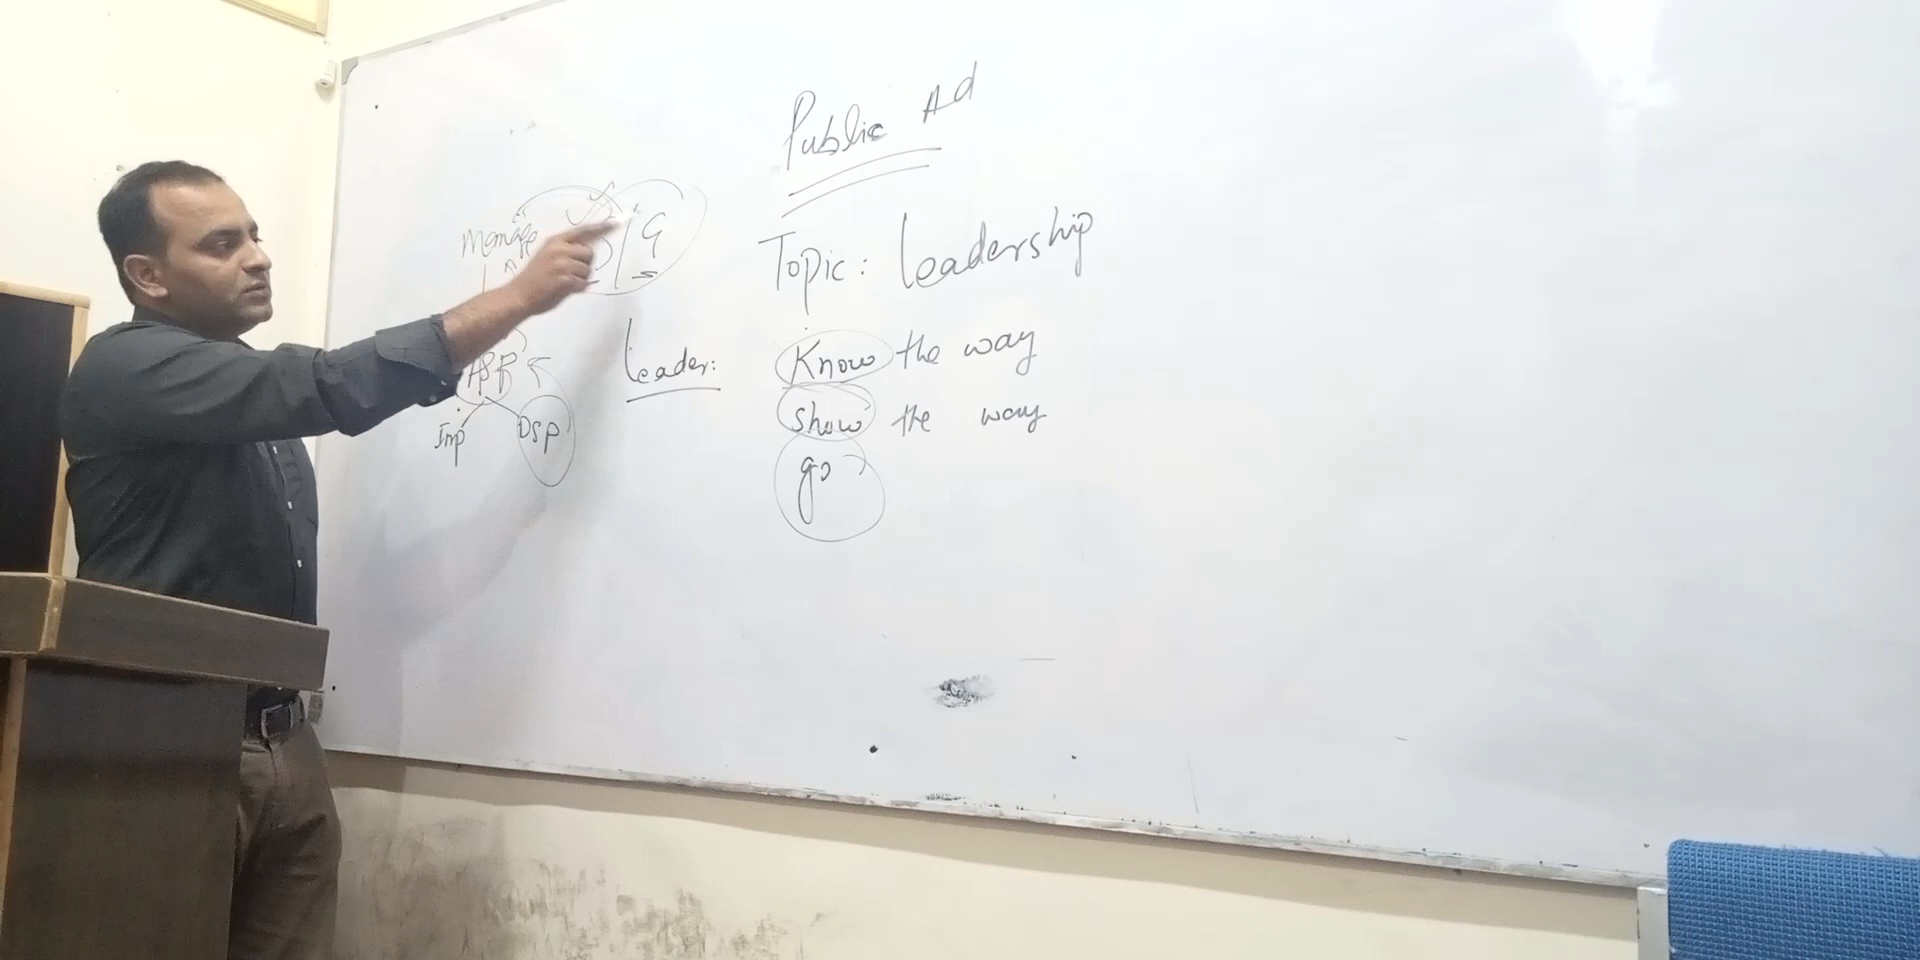 Public Ad
Topic: Leadership
Leader:
Know the way
show the way
go
ASP
Imp
DSP